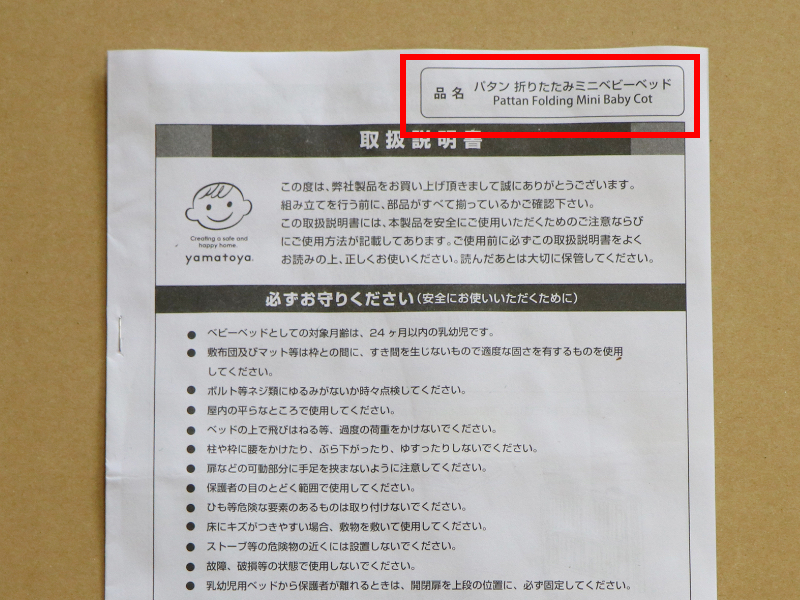 品 名 パタン 折りたたみミニベビーベッド
Pattan Folding Mini Baby Cot
取扱説明書
この度は、弊社製品をお買い上げ頂きまして誠にありがとうございます。
組み立てを行う前に、部品がすべて揃っているかご確認下さい。
この取扱説明書には、本製品を安全にご使用いただくためのご注意ならび
にご使用方法が記載してあります。ご使用前に必ずこの取扱説明書をよく
お読みの上、正しくお使いください。読んだあとは大切に保管してください。
Creating a safe and
happy home.
yamatoya.
必ずお守りください(安全にお使いいただくために)
● ベビーベッドとしての対象月齢は、24 ヶ月以内の乳幼児です。
● 敷布団及びマット等は枠との間に、すき間を生じないもので適度な固さを有するものを使用
してください。
● ボルト等ネジ類にゆるみがないか時々点検してください。
● 屋内の平らなところで使用してください。
● ベッドの上で飛びはねる等、過度の荷重をかけないでください。
● 柱や枠に腰をかけたり、ぶら下がったり、ゆすったりしないでください。
● 扉などの可動部分に手足を挟まないように注意してください。
● 保護者の目のとどく範囲で使用してください。
● ひも等危険な要素のあるものは取り付けないでください。
● 床にキズがつきやすい場合、敷物を敷いて使用してください。
● ストーブ等の危険物の近くには設置しないでください。
● 故障、破損等の状態で使用しないでください。
● 乳幼児用ベッドから保護者が離れるときは、開閉扉を上段の位置に、必ず固定してください。